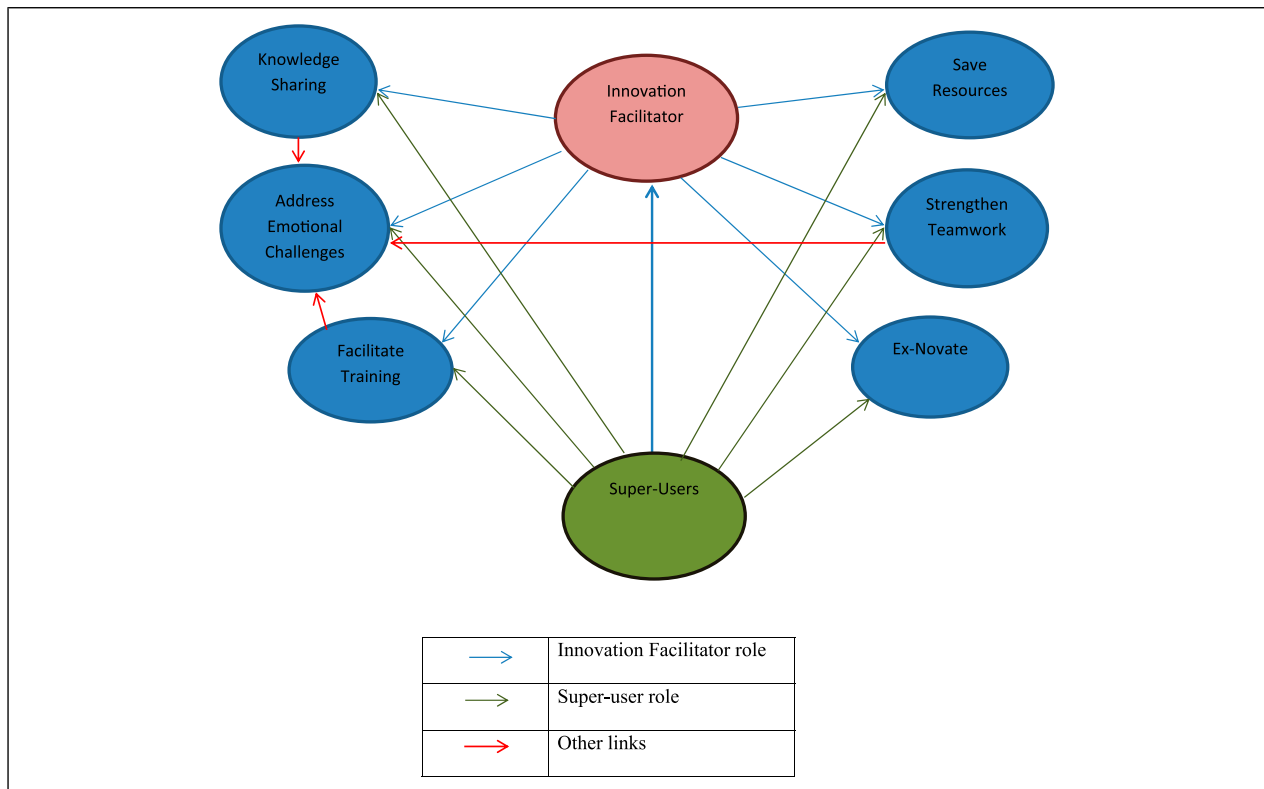 Knowledge
Sharing
Innovation
Facilitator
Save
Resources
Address
Emotional
Challenges
Strengthen
Teamwork
Facilitate
Training
Ex-Novate
Super-Users
Innovation Facilitator role
Super-user role
Other links